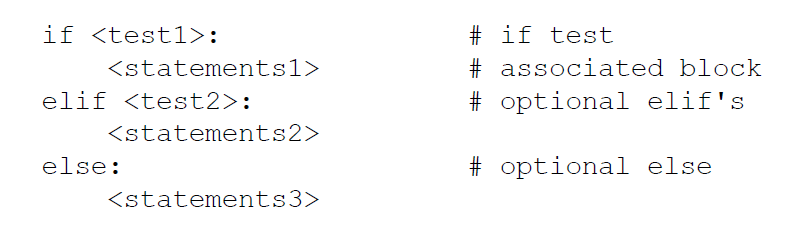 if <test1>:                      # if test
    <statements1>                # associated block
elif <test2>:                    # optional elif's
    <statements2>
else:                            # optional else
    <statements3>